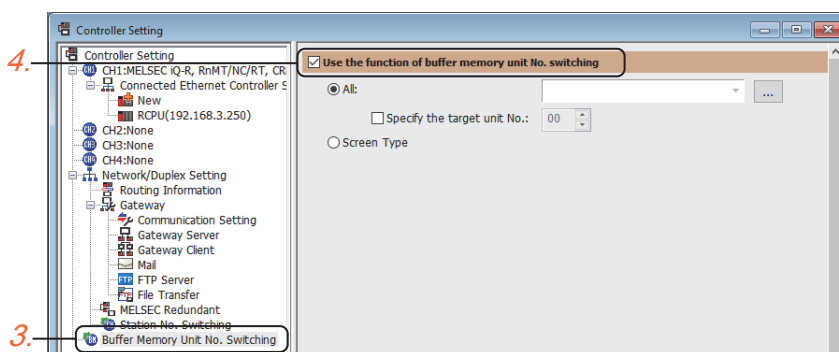 Controller Setting
4.
Controller Setting
CH1:MELSEC iQ-R, RnMT/NC/RT, CR
Connected Ethernet Controller S
New
RCPU(192.168.3.250)
CH2:None
CH3:None
CH4:None
Network/Duplex Setting
Routing Information
Gateway
Communication Setting
Gateway Server
Gateway Client
Mail
FTP Server
File Transfer
MELSEC Redundant
Station No. Switching
3.
Buffer Memory Unit No. Switching
Use the function of buffer memory unit No. switching
All:
...
Specify the target unit No.: 00
Screen Type